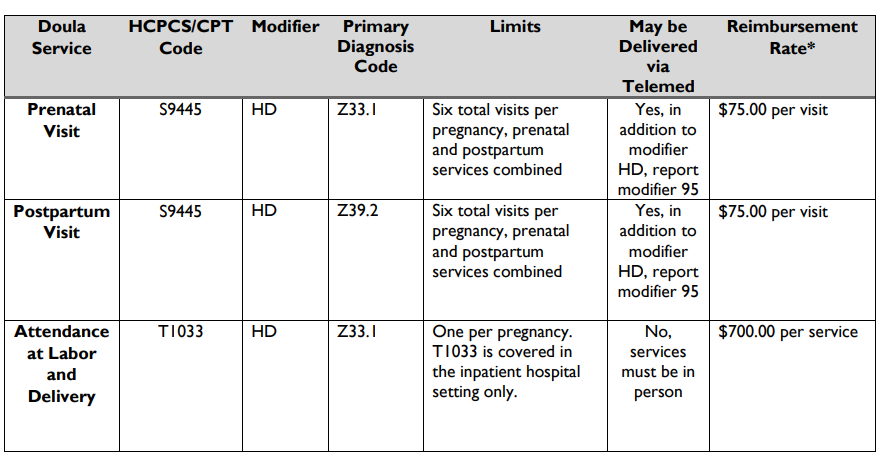 Doula Service
HCPCS/CPT Code
Modifier
Primary Diagnosis Code
Limits
May be Delivered via Telemed
Reimbursement Rate*
Prenatal Visit
S9445
HD
Z33.1
Six total visits per
pregnancy, prenatal
and postpartum
services combined
Yes, in
addition to
modifier
HD, report
modifier 95
$75.00 per visit
Postpartum
Visit
S9445
HD
Z39.2
Six total visits per
pregnancy, prenatal
and postpartum
services combined
Yes, in
addition to
modifier
HD, report
modifier 95
$75.00 per visit
Attendance
at Labor
and
Delivery
T1033
HD
Z33.1
One per pregnancy.
T1033 is covered in
the inpatient hospital
setting only.
No,
services
must be in
person
$700.00 per service